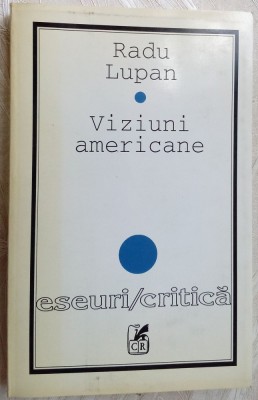 Radu
Lupan
Viziuni
americane
eseuri/critică
CR